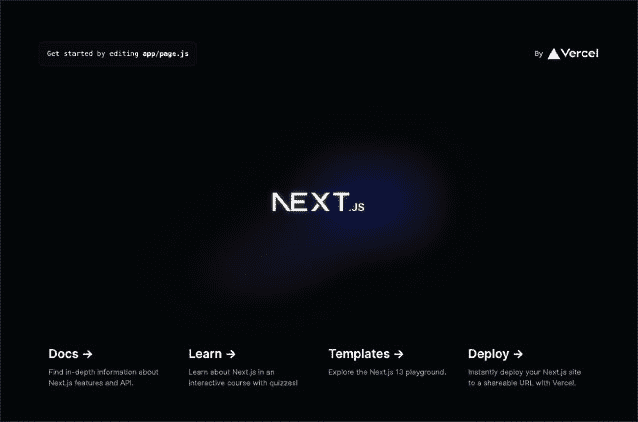 Get started by editing app/page.js
By Vercel
NEXT.JS
Docs →
Find in-depth information about
Next.js features and API.
Learn →
Learn about Next.js in an
interactive course with quizzes!
Templates →
Explore the Next.js 13 playground.
Deploy →
Instantly deploy your Next.js site
to a shareable URL with Vercel.